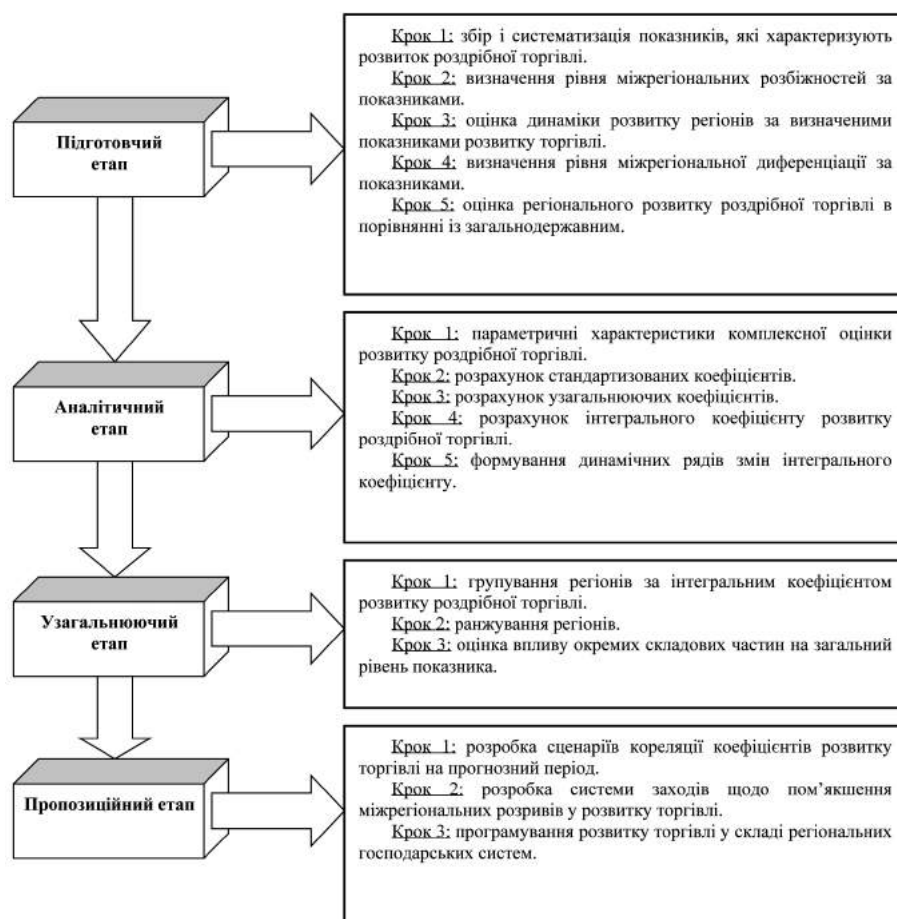 Підготовчий
етап
Крок 1: збір і систематизація показників, які характеризують
розвиток роздрібної торгівлі.
Крок 2: визначення рівня міжрегіональних розбіжностей за
показниками.
Крок 3: оцінка динаміки розвитку регіонів за визначеними
показниками розвитку торгівлі.
Крок 4: визначення рівня міжрегіональної диференціації за
показниками.
Крок 5: оцінка регіонального розвитку роздрібної торгівлі в
порівнянні із загальнодержавним.
Аналітичний
етап
Крок 1: параметричні характеристики комплексної оцінки
розвитку роздрібної торгівлі.
Крок 2: розрахунок стандартизованих коефіцієнтів.
Крок 3: розрахунок узагальнюючих коефіцієнтів.
Крок 4: розрахунок інтегрального коефіцієнту розвитку
роздрібної торгівлі.
Крок 5: формування динамічних рядів змін інтегрального
коефіцієнту.
Узагальнюючий
етап
Крок 1: групування регіонів за інтегральним коефіцієнтом
розвитку роздрібної торгівлі.
Крок 2: ранжування регіонів.
Крок 3: оцінка впливу окремих складових частин на загальний
рівень показника.
Пропозиційний етап
Крок 1: розробка сценаріїв кореляції коефіцієнтів розвитку
торгівлі на прогнозний період.
Крок 2: розробка системи заходів щодо пом’якшення
міжрегіональних розривів у розвитку торгівлі.
Крок 3: програмування розвитку торгівлі у складі регіональних
господарських систем.